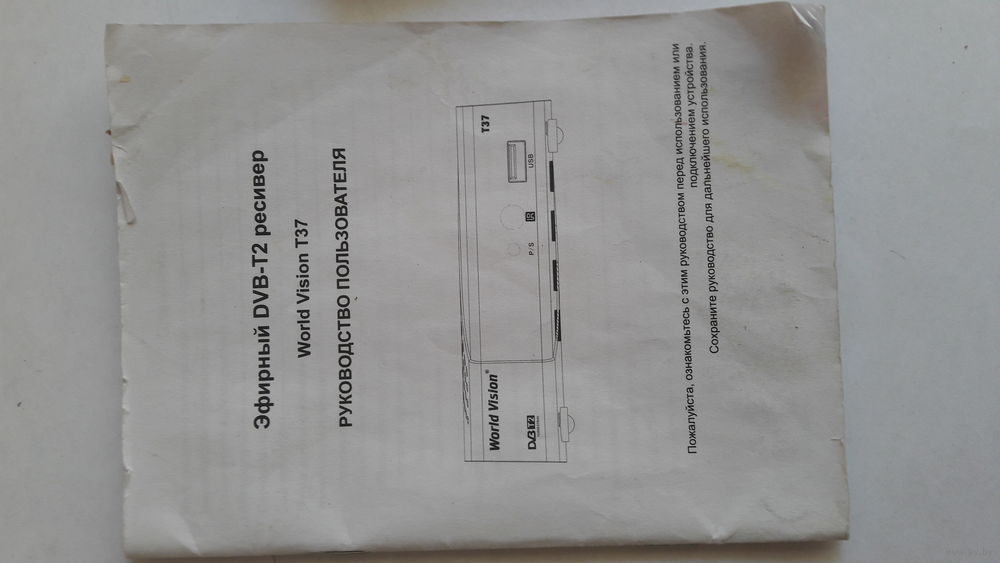 Эфирный DVB-T2 ресивер
World Vision T37
РУКОВОДСТВО ПОЛЬЗОВАТЕЛЯ
World Vision®
DVB T2
P/S
IR
USB
T37
Пожалуйста, ознакомьтесь с этим руководством перед использованием или
подключением устройства.
Сохраните руководство для дальнейшего использования.